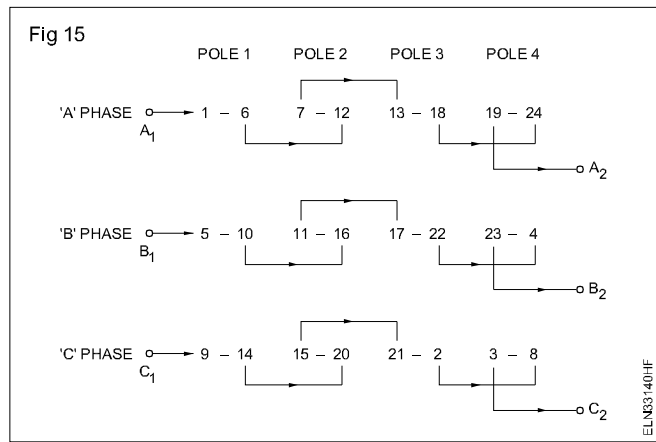 Fig 15
POLE 1 POLE 2 POLE 3 POLE 4
'A' PHASE 1 – 6 7 – 12 13 – 18 19 – 24
A1
A2
'B' PHASE 5 – 10 11 – 16 17 – 22 23 – 4
B1
B2
'C' PHASE 9 – 14 15 – 20 21 – 2 3 – 8
C1
C2
ELN33140HF